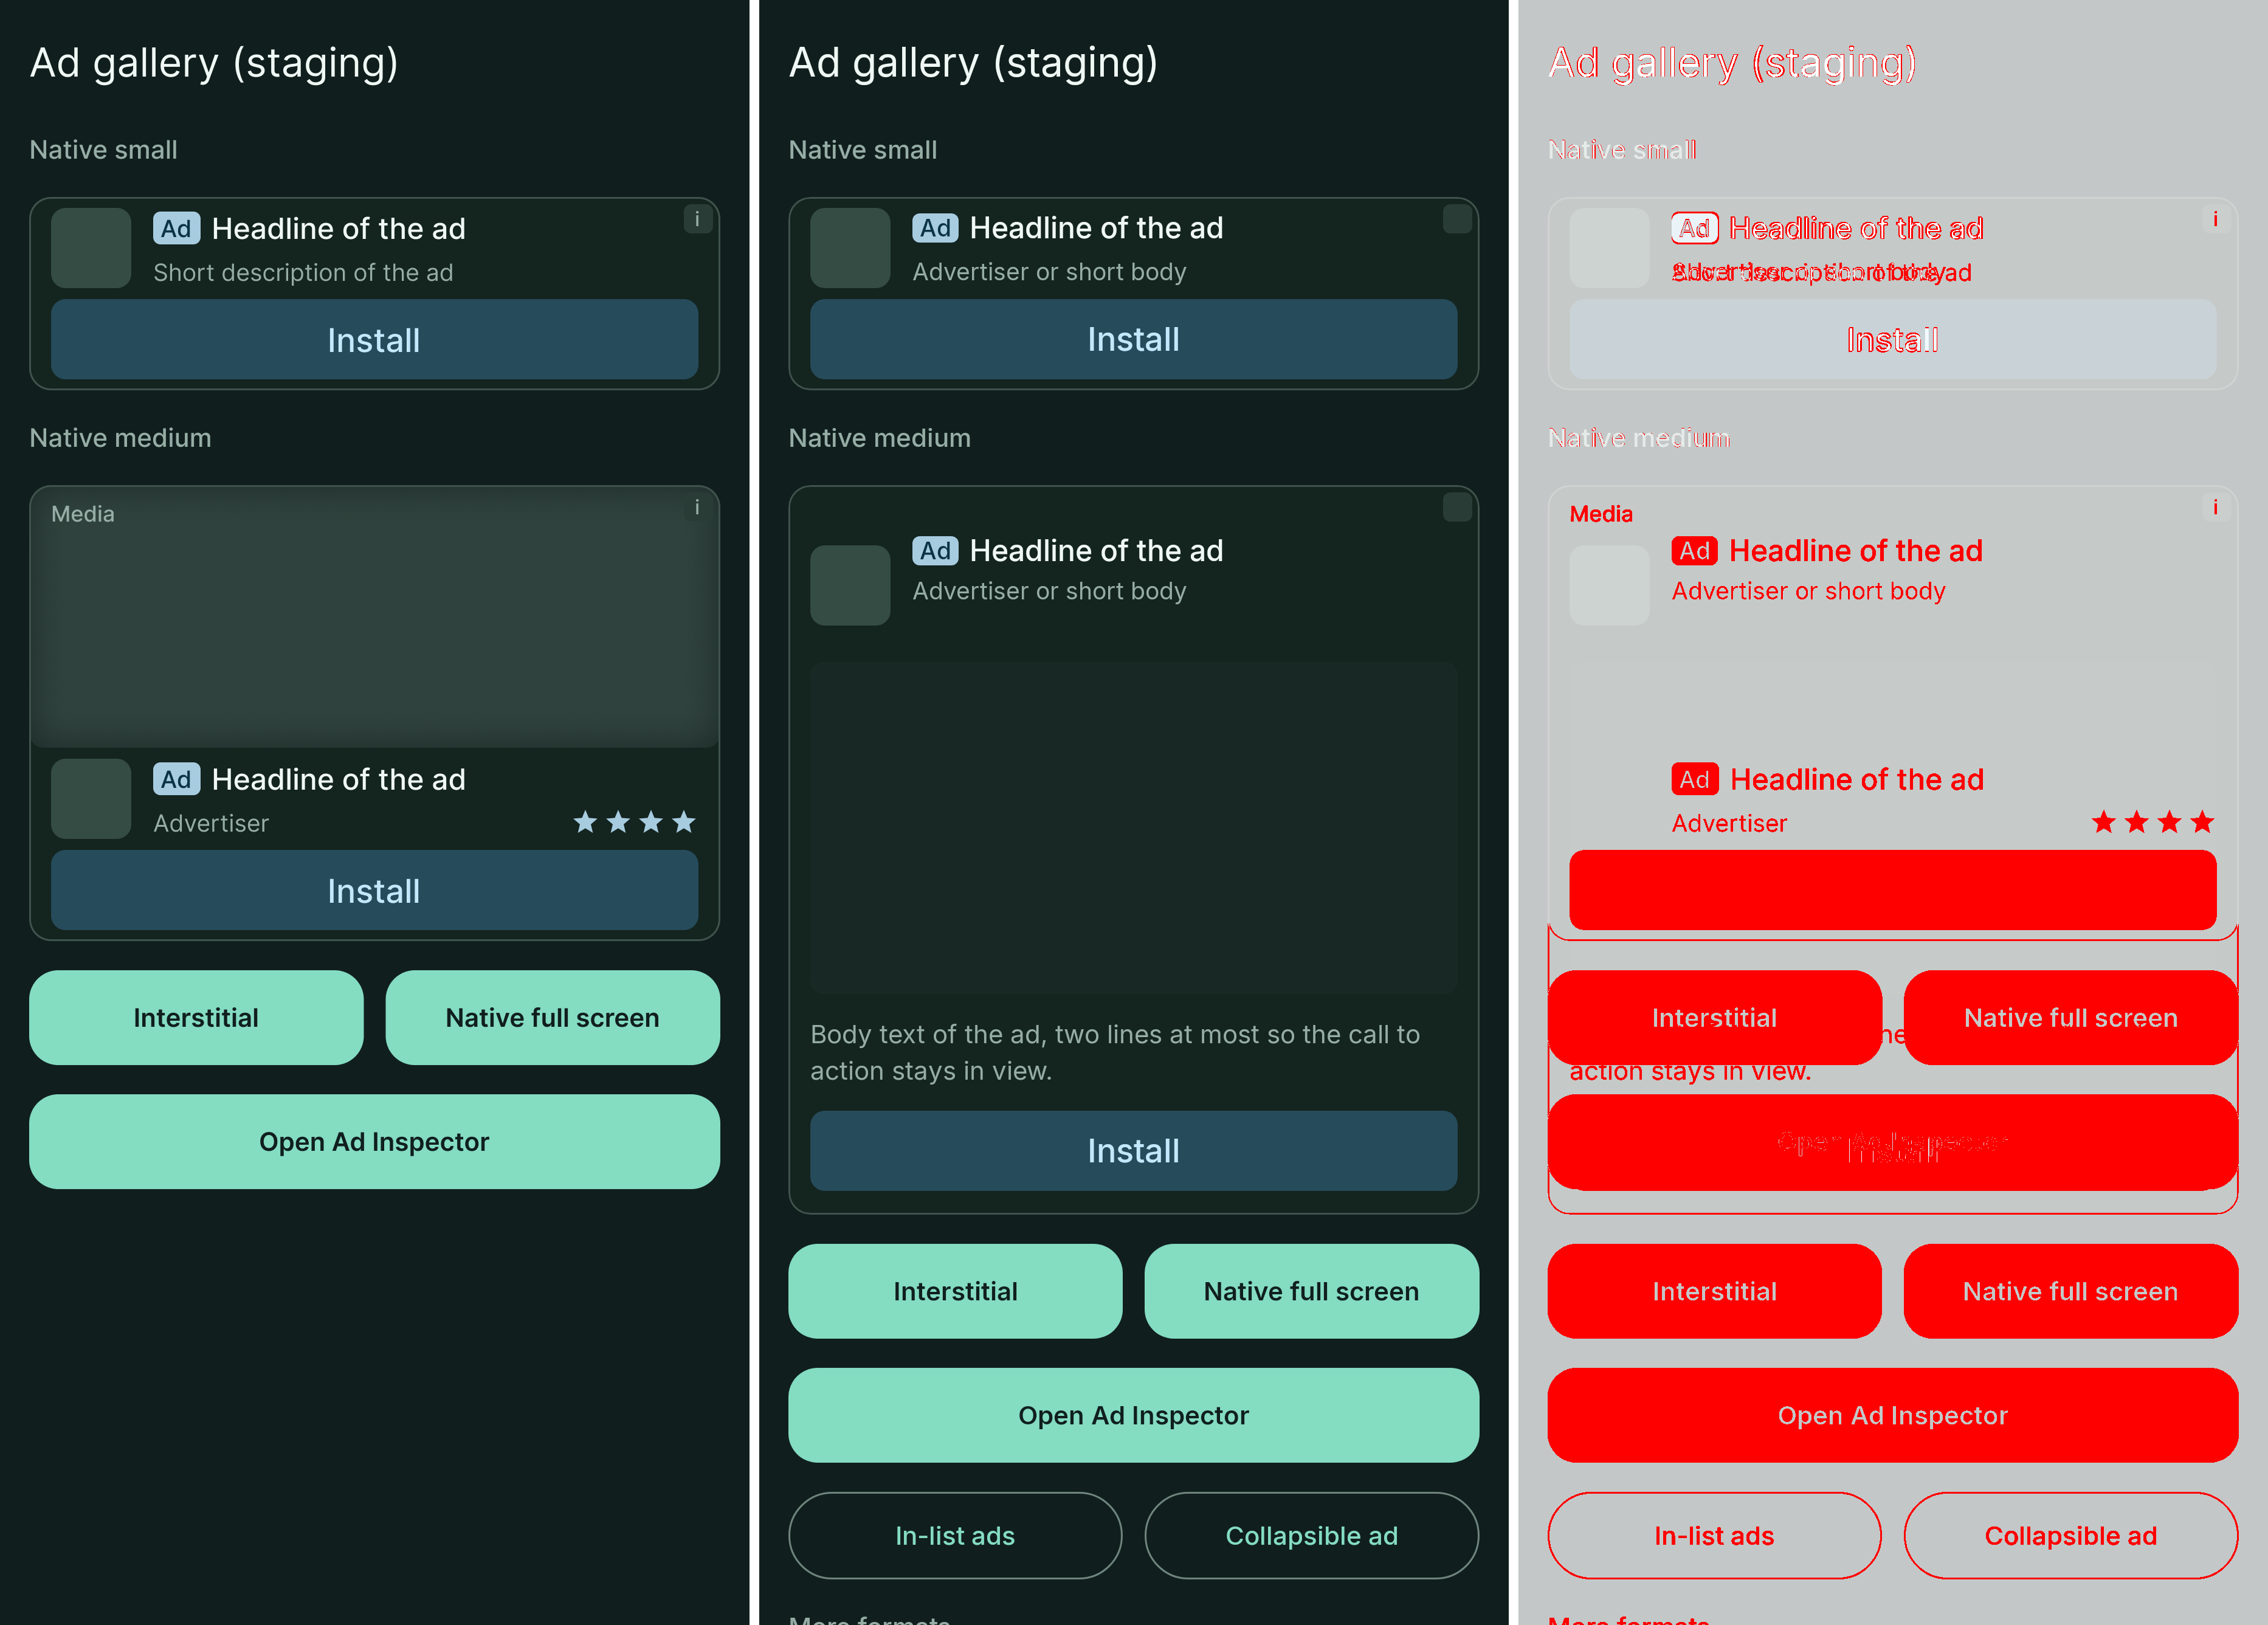 Ad gallery (staging)
Native small
Ad Headline of the ad
i
Short description of the ad
Install
Native medium
Media
i
Ad Headline of the ad
Advertiser
Install
Interstitial
Native full screen
Open Ad Inspector
Ad gallery (staging)
Native small
Ad Headline of the ad
Advertiser or short body
Install
Native medium
Ad Headline of the ad
Advertiser or short body
Body text of the ad, two lines at most so the call to
action stays in view.
Install
Interstitial
Native full screen
Open Ad Inspector
In-list ads
Collapsible ad
More formats
Ad gallery (staging)
Native small
Ad Headline of the ad
i
Install
Native medium
Media
i
Ad Headline of the ad
Advertiser or short body
Ad Headline of the ad
Advertiser
Interstitial
Native full screen
action stays in view.
Open Ad Inspector
Interstitial
Native full screen
Open Ad Inspector
In-list ads
Collapsible ad
More formats